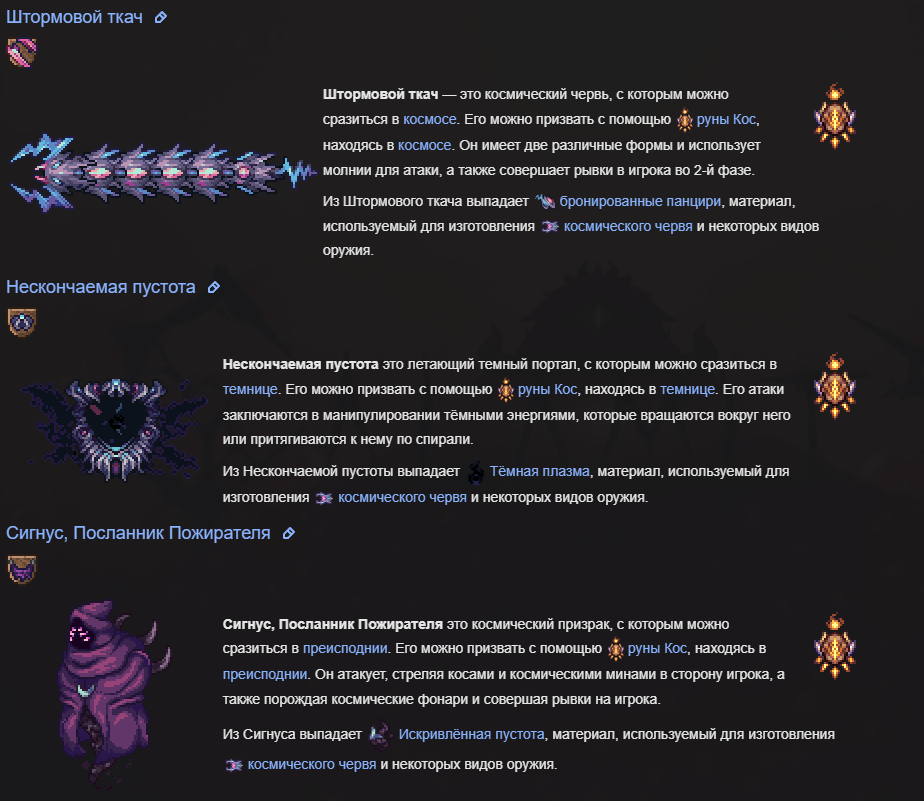 Штормовой ткач
Штормовой ткач — это космический червь, с которым можно
сразиться в космосе. Его можно призвать с помощью руны Кос,
находясь в космосе. Он имеет две различные формы и использует
молнии для атаки, а также совершает рывки в игрока во 2-й фазе.
Из Штормового ткача выпадает бронированные панцири, материал,
используемый для изготовления космического червя и некоторых видов
оружия.
Нескончаемая пустота
Нескончаемая пустота это летающий темный портал, с которым можно сразиться в
темнице. Его можно призвать с помощью руны Кос, находясь в темнице. Его атаки
заключаются в манипулировании тёмными энергиями, которые вращаются вокруг него
или притягиваются к нему по спирали.
Из Нескончаемой пустоты выпадает Тёмная плазма, материал, используемый для
изготовления космического червя и некоторых видов оружия.
Сигнус, Посланник Пожирателя
Сигнус, Посланник Пожирателя это космический призрак, с которым можно
сразиться в преисподнии. Его можно призвать с помощью руны Кос, находясь в
преисподнии. Он атакует, стреляя косами и космическими минами в сторону игрока, а
также порождая космические фонари и совершая рывки на игрока.
Из Сигнуса выпадает Искривлённая пустота, материал, используемый для изготовления
космического червя и некоторых видов оружия.